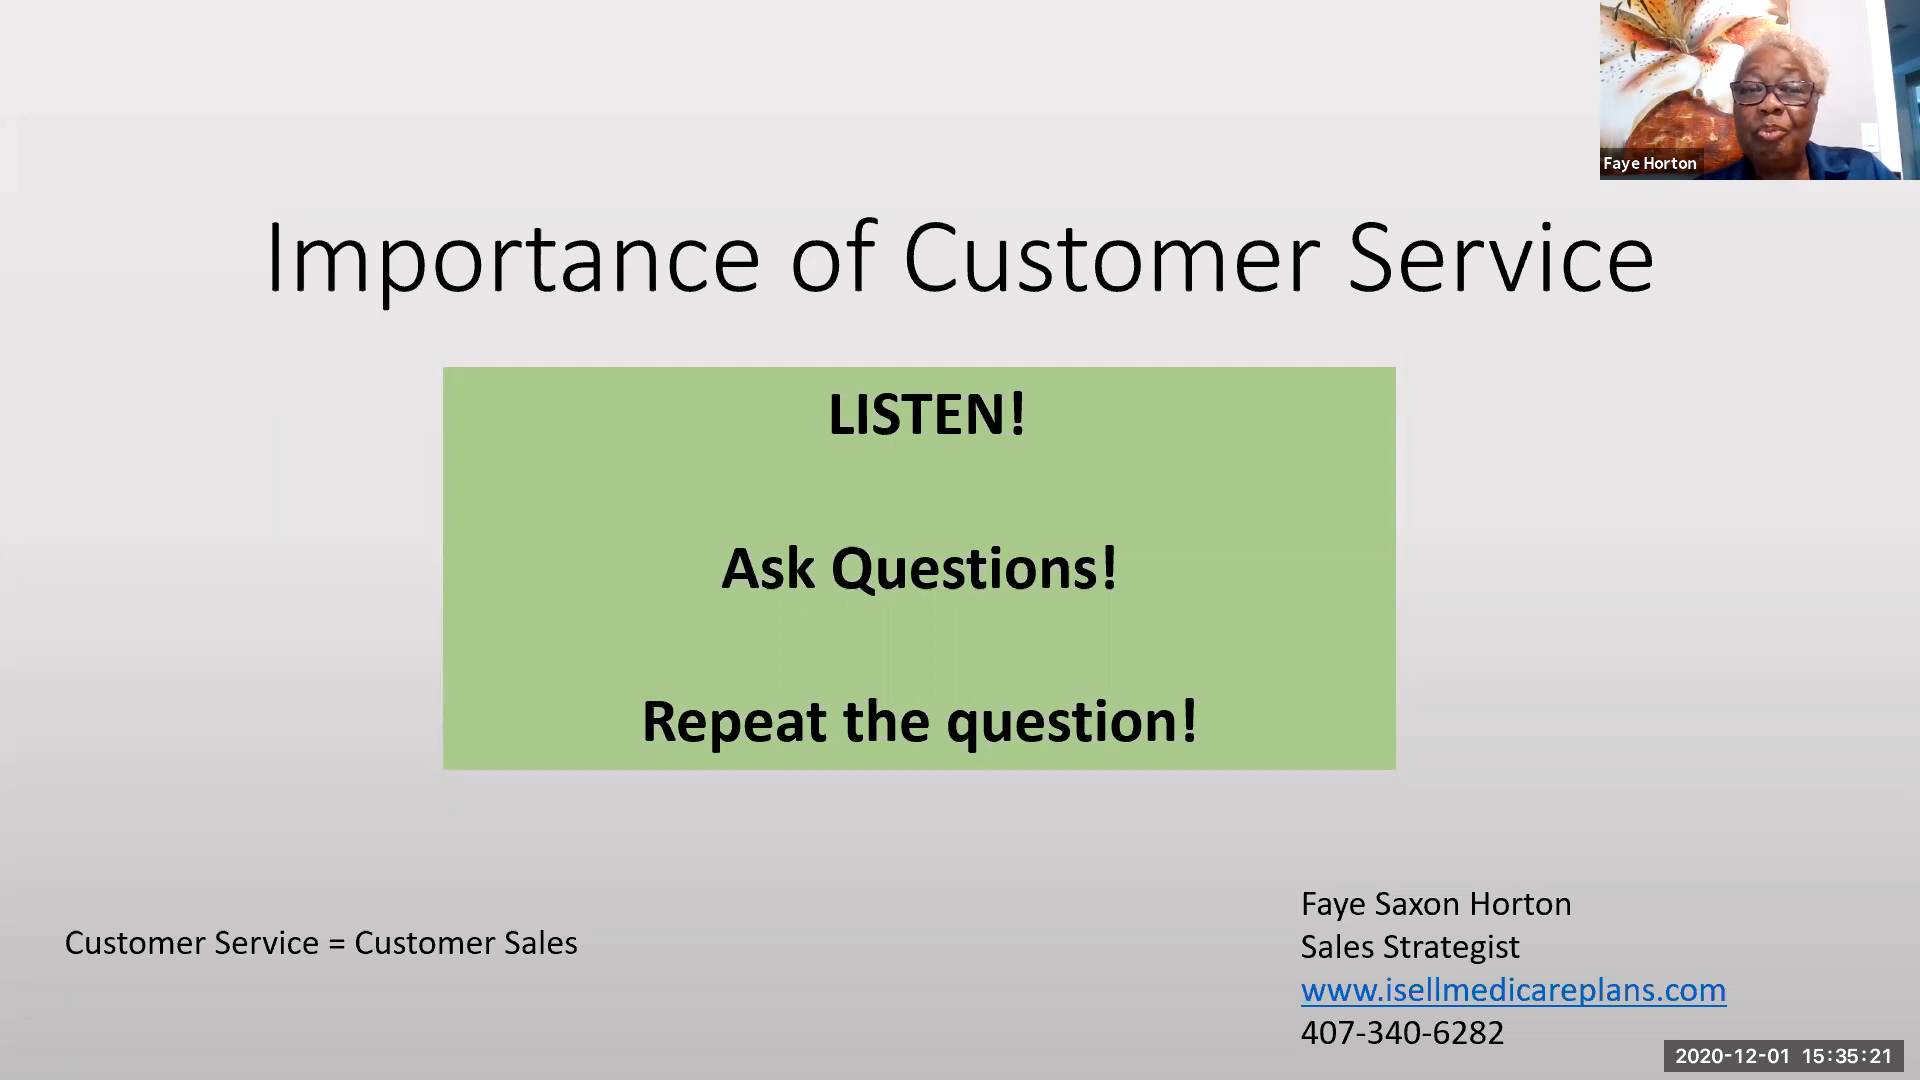 Faye Horton
Importance of Customer Service
LISTEN!
Ask Questions!
Repeat the question!
Customer Service = Customer Sales
Faye Saxon Horton
Sales Strategist
www.isellmedicareplans.com
407-340-6282
2020-12-01 15:35:21